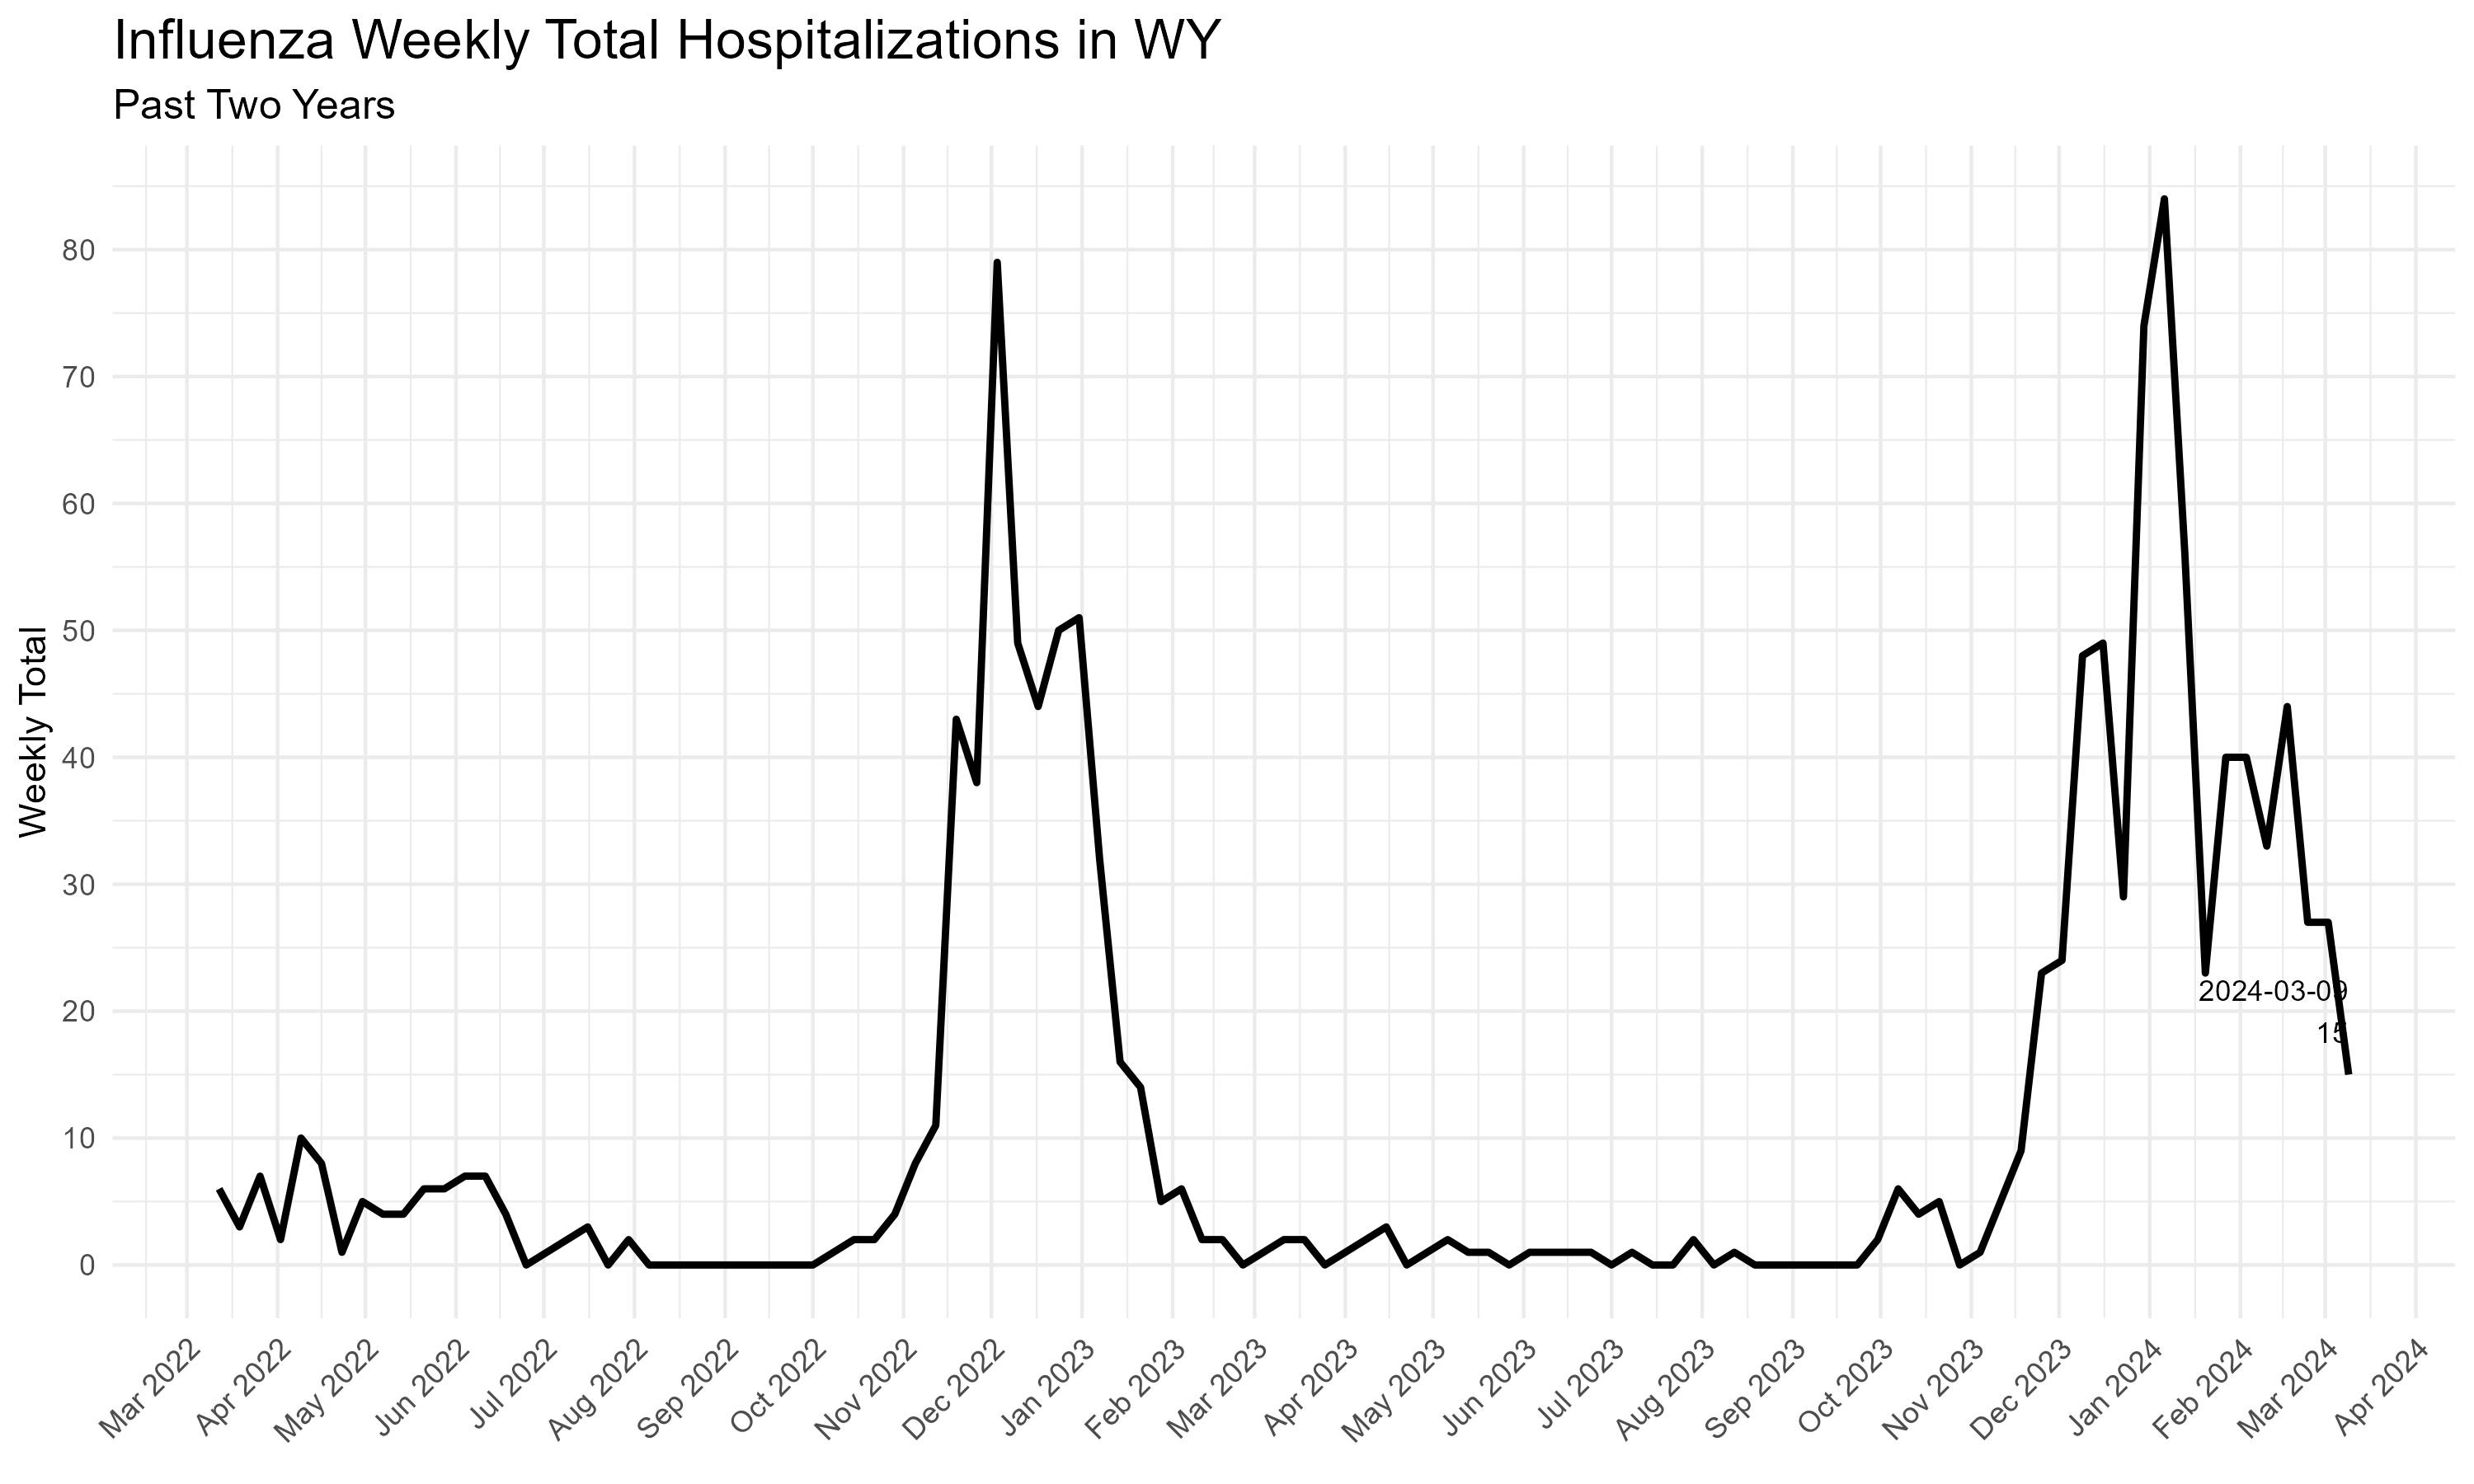 Influenza Weekly Total Hospitalizations in WY
Past Two Years
Weekly Total
80
70
60
50
40
30
20
10
0
2024-03-09
15
Mar 2022
Apr 2022
May 2022
Jun 2022
Jul 2022
Aug 2022
Sep 2022
Oct 2022
Nov 2022
Dec 2022
Jan 2023
Feb 2023
Mar 2023
Apr 2023
May 2023
Jun 2023
Jul 2023
Aug 2023
Sep 2023
Oct 2023
Nov 2023
Dec 2023
Jan 2024
Feb 2024
Mar 2024
Apr 2024